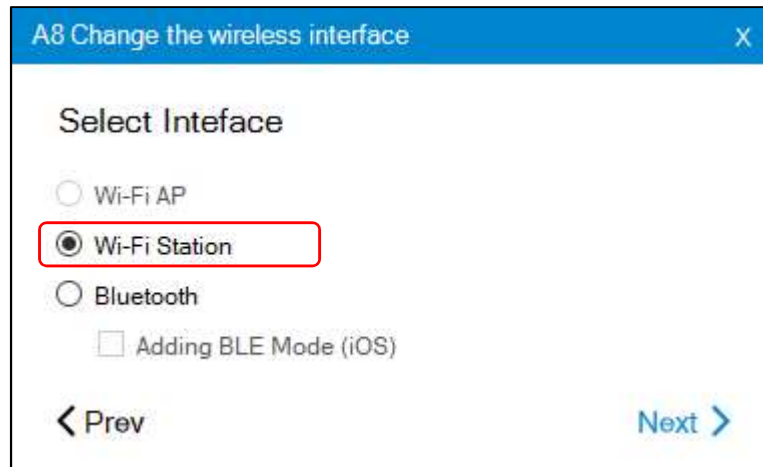 A8 Change the wireless interface X
Select Inteface
Wi-Fi AP
Wi-Fi Station
Bluetooth
Adding BLE Mode (iOS)
Prev Next